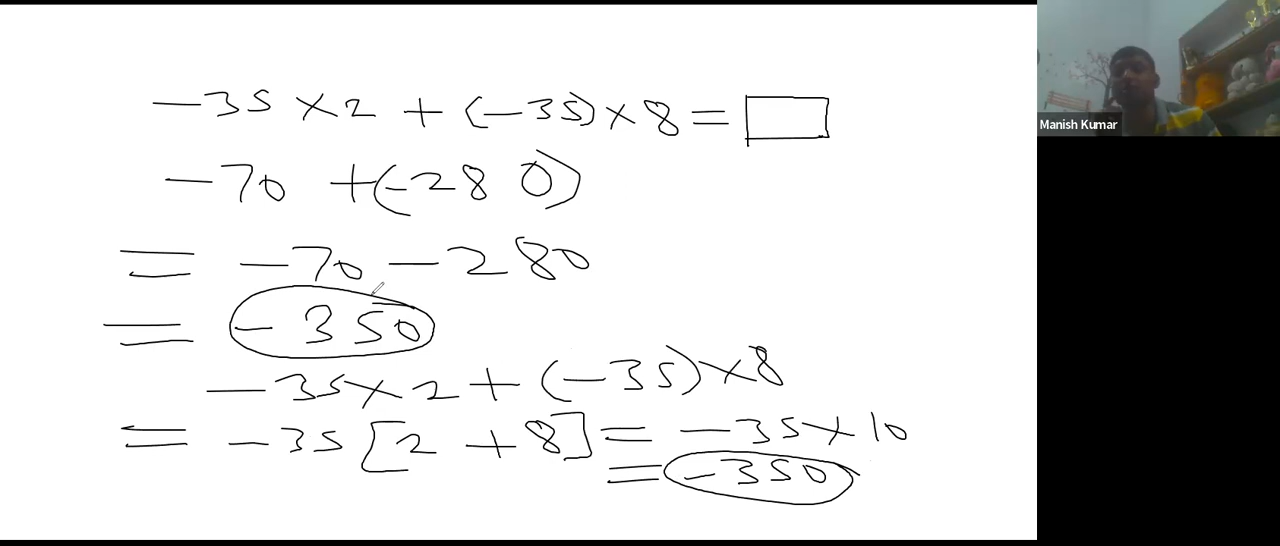 -35 × 2 + (-35) × 8 =
-70 + (-280)
= -70 - 280
= -350
-35 × 2 + (-35) × 8
= -35 [2 + 8] = -35 × 10
= -350
Manish Kumar